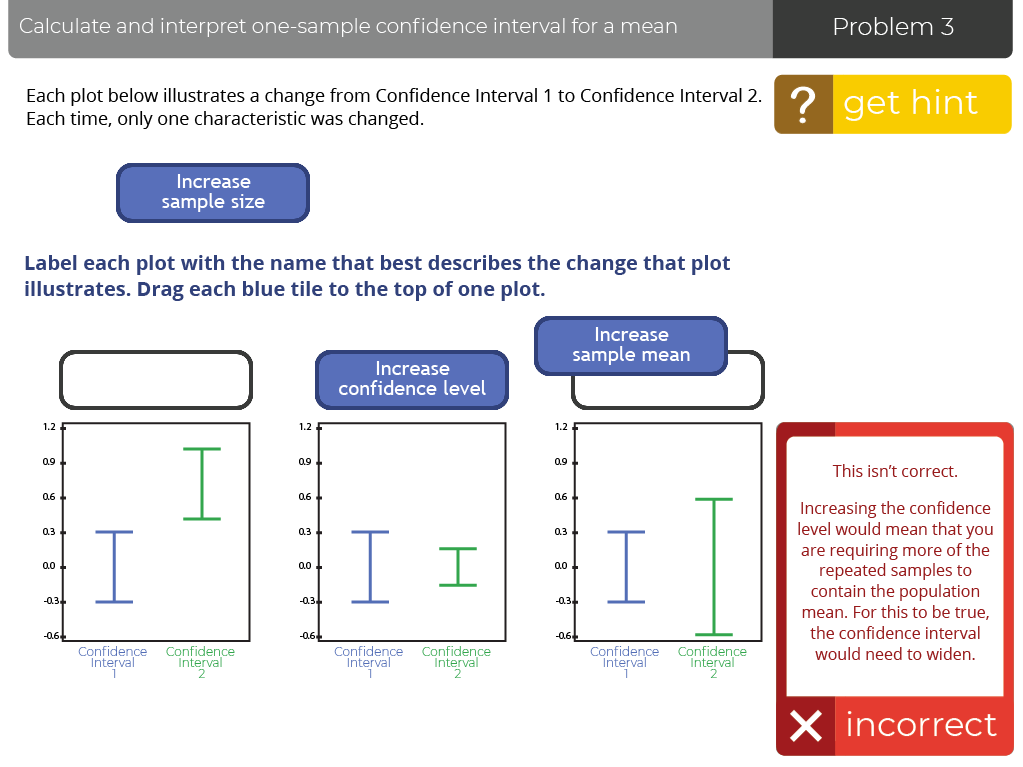 Calculate and interpret one-sample confidence interval for a mean
Problem 3
Each plot below illustrates a change from Confidence Interval 1 to Confidence Interval 2.
Each time, only one characteristic was changed.
?
get hint
Increase
sample size
Label each plot with the name that best describes the change that plot
illustrates. Drag each blue tile to the top of one plot.
Increase
confidence level
Increase
sample mean
1.2
0.9
0.6
0.3
0.0
-0.3
-0.6
Confidence
Interval
1
Confidence
Interval
2
1.2
0.9
0.6
0.3
0.0
-0.3
-0.6
Confidence
Interval
1
Confidence
Interval
2
1.2
0.9
0.6
0.3
0.0
-0.3
-0.6
Confidence
Interval
1
Confidence
Interval
2
This isn’t correct.
Increasing the confidence
level would mean that you
are requiring more of the
repeated samples to
contain the population
mean. For this to be true,
the confidence interval
would need to widen.
incorrect